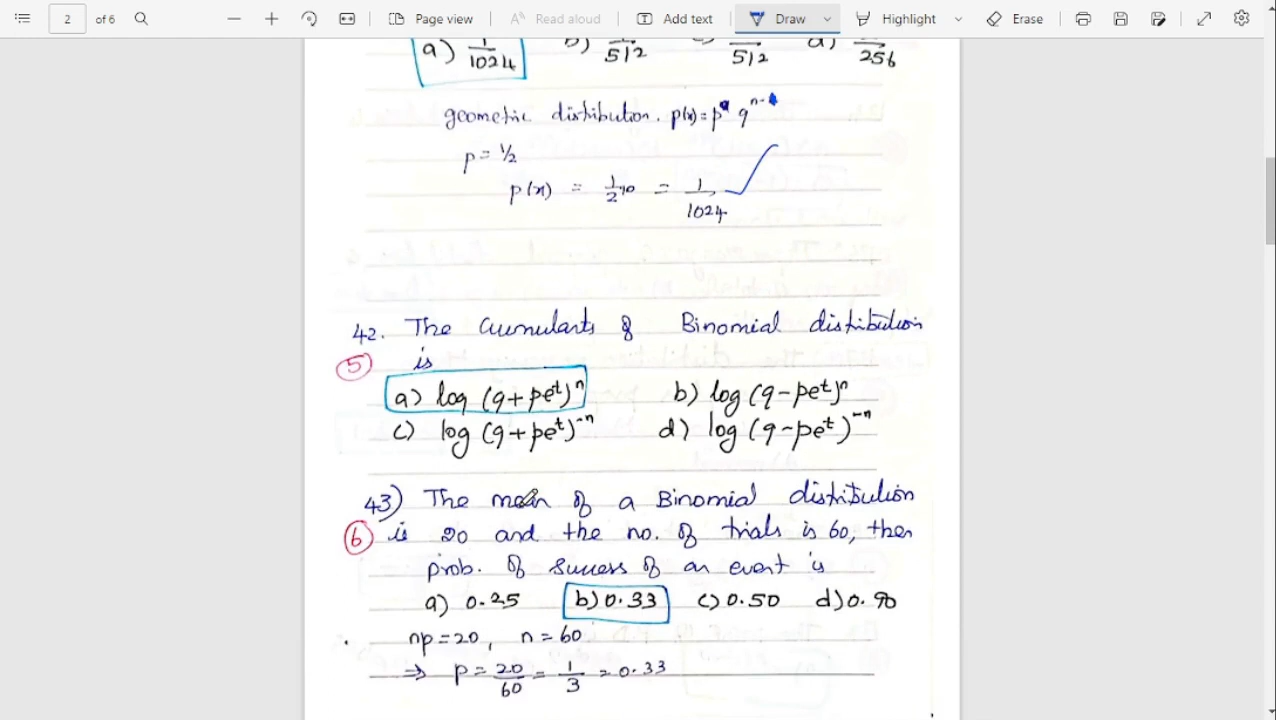 2 of 6 Page view Read aloud Add text Draw Highlight Erase
a) 1/1024 b) /512 /512 d) /256
geometric distribution. p(x) = p q^n-
p = 1/2
p(x) = 1/2^10 = 1/1024
42. The Cumulants of Binomial distribution
5 is
a) log (q+pe^t)^n b) log (q-pe^t)^n
c) log (q+pe^t)^-n d) log (q-pe^t)^-n
43) The mean of a Binomial distribution
6 is 20 and the no. of trials is 60, then
prob. of success of an event is
a) 0.25 b) 0.33 c) 0.50 d) 0.90
np = 20, n = 60
⇒ p = 20/60 = 1/3 = 0.33